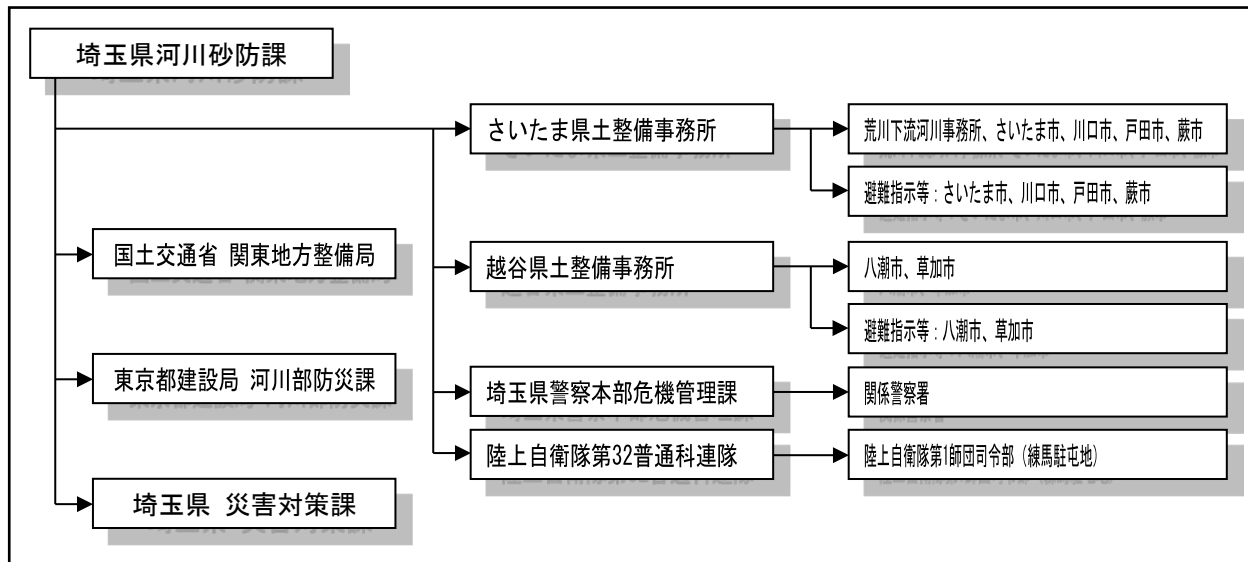 埼玉県河川砂防課
さいたま県土整備事務所
荒川下流河川事務所、さいたま市、川口市、戸田市、蕨市
避難指示等：さいたま市、川口市、戸田市、蕨市
国土交通省 関東地方整備局
越谷県土整備事務所
八潮市、草加市
避難指示等：八潮市、草加市
東京都建設局 河川部防災課
埼玉県警察本部危機管理課
関係警察署
陸上自衛隊第32普通科連隊
陸上自衛隊第1師団司令部（練馬駐屯地）
埼玉県 災害対策課